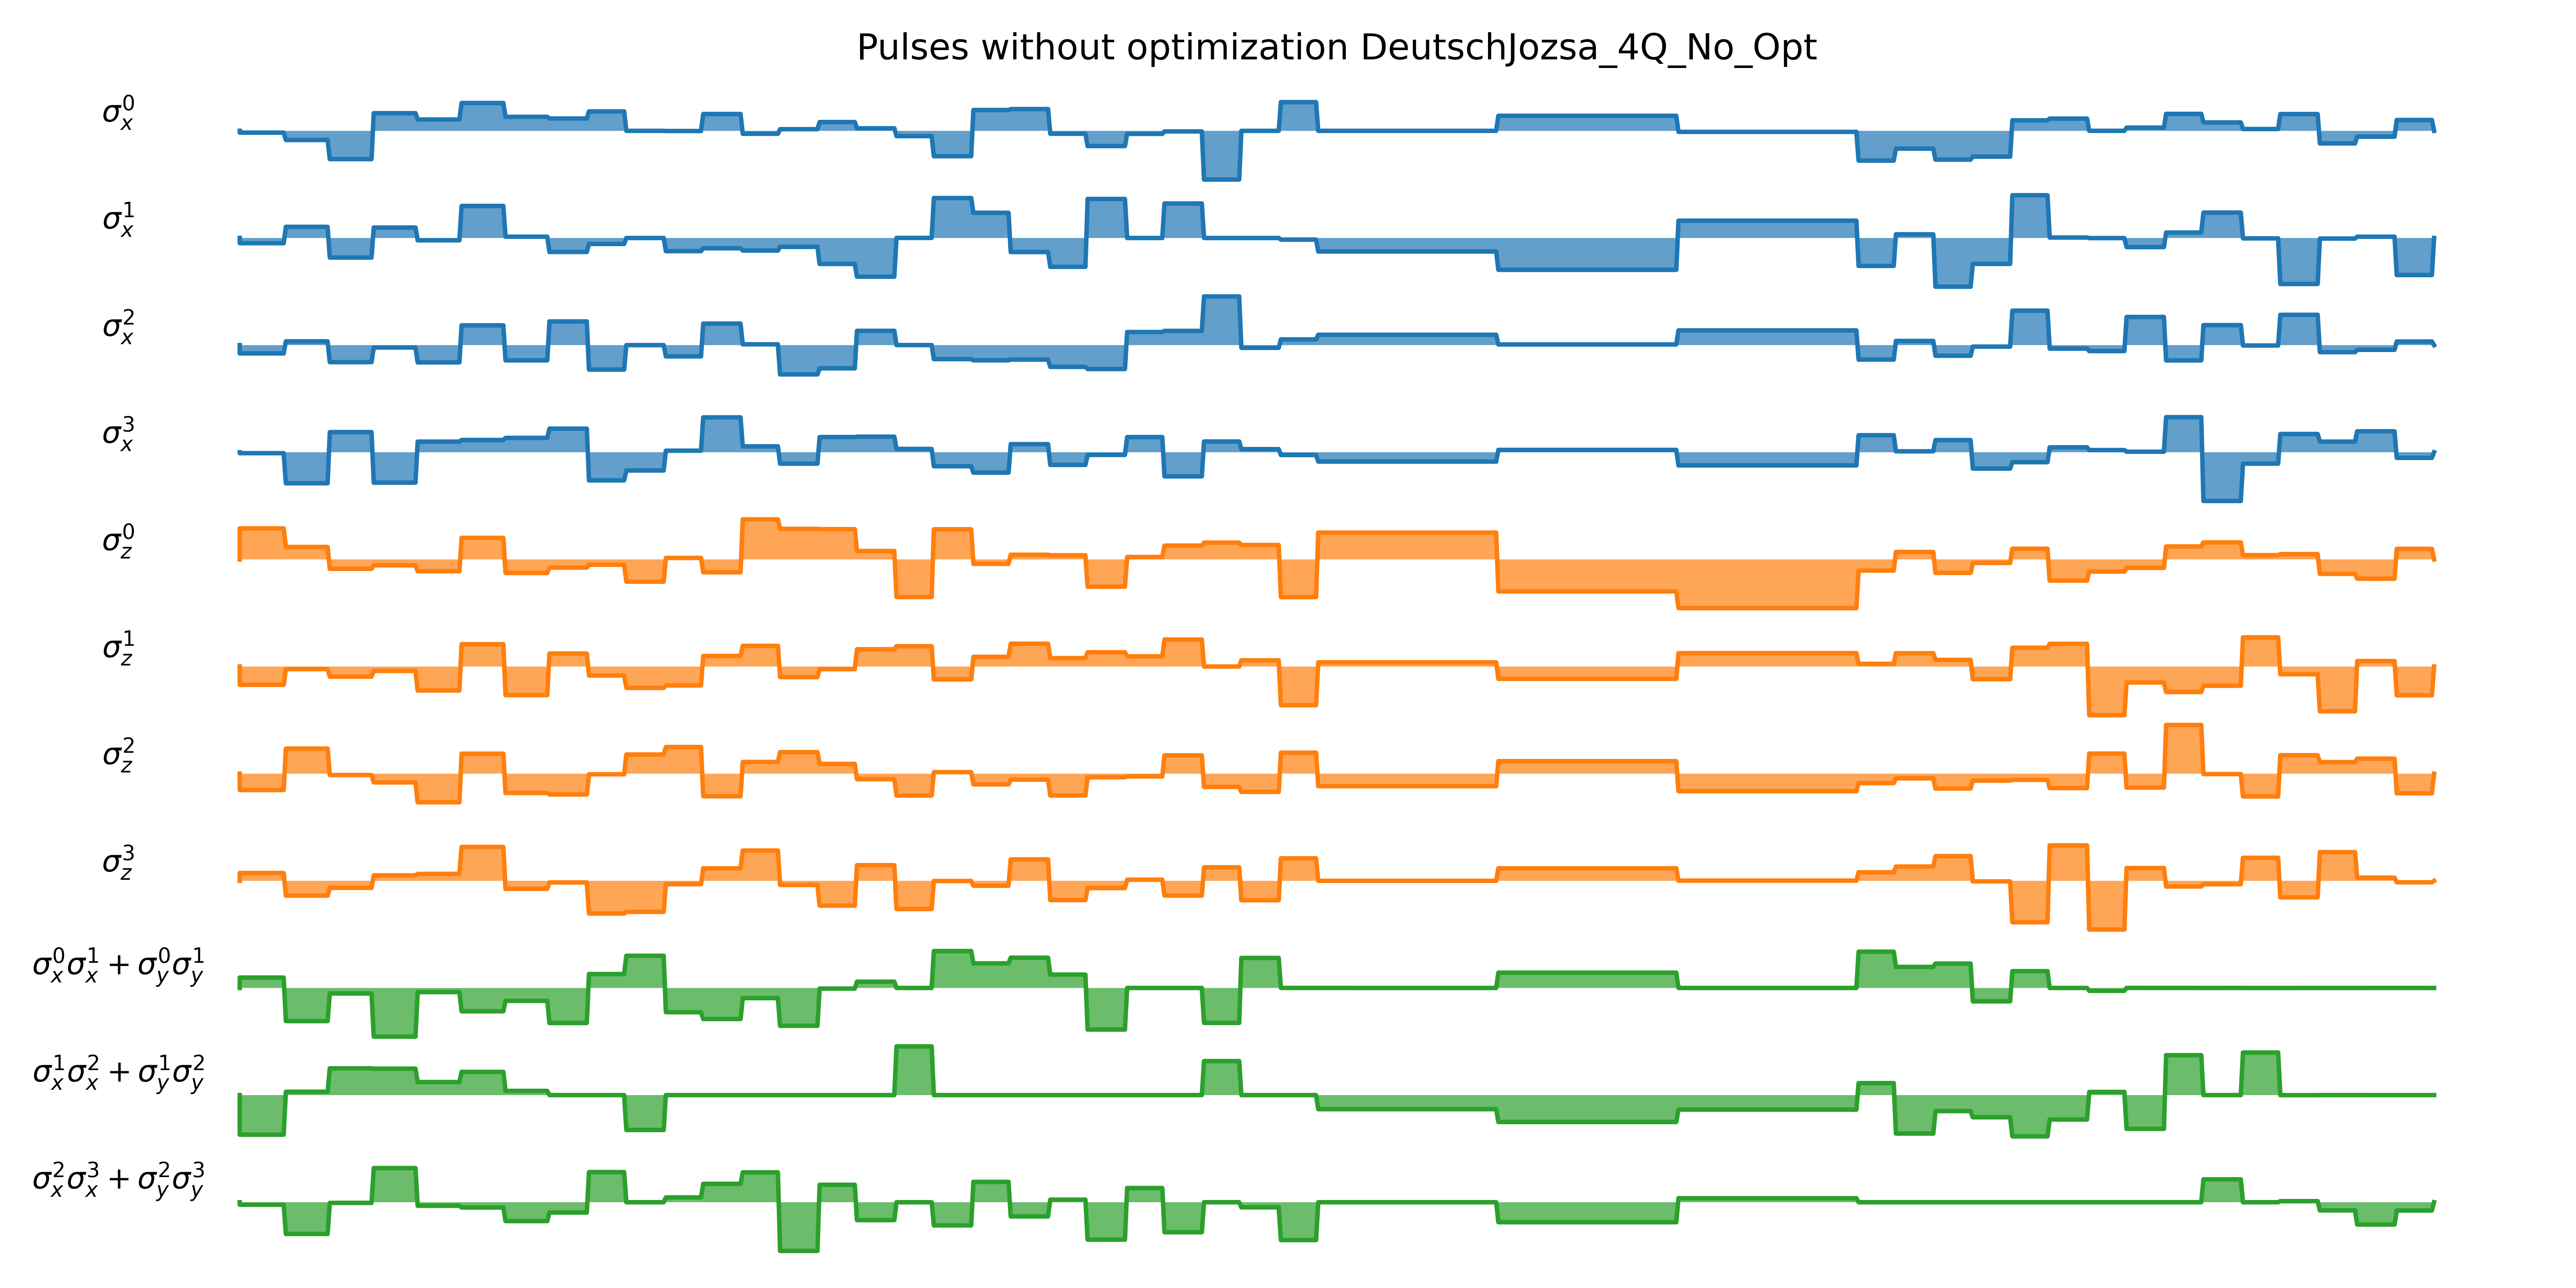 Pulses without optimization DeutschJozsa_4Q_No_Opt
σ_x^0
σ_x^1
σ_x^2
σ_x^3
σ_z^0
σ_z^1
σ_z^2
σ_z^3
σ_x^0σ_x^1 + σ_y^0σ_y^1
σ_x^1σ_x^2 + σ_y^1σ_y^2
σ_x^2σ_x^3 + σ_y^2σ_y^3